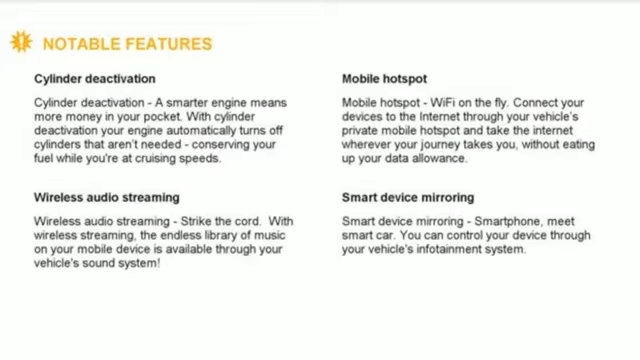 NOTABLE FEATURES
Cylinder deactivation
Cylinder deactivation - A smarter engine means
more money in your pocket. With cylinder
deactivation your engine automatically turns off
cylinders that aren't needed - conserving your
fuel while you're at cruising speeds.
Mobile hotspot
Mobile hotspot - WiFi on the fly. Connect your
devices to the Internet through your vehicle's
private mobile hotspot and take the internet
wherever your journey takes you, without eating
up your data allowance.
Wireless audio streaming
Wireless audio streaming - Strike the cord. With
wireless streaming, the endless library of music
on your mobile device is available through your
vehicle's sound system!
Smart device mirroring
Smart device mirroring - Smartphone, meet
smart car. You can control your device through
your vehicle's infotainment system.